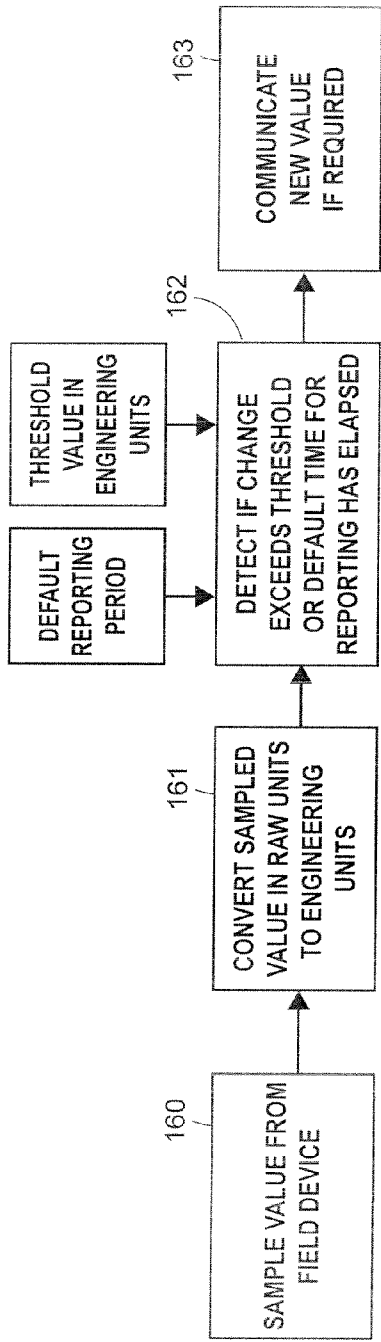 160
SAMPLE VALUE FROM
FIELD DEVICE
161
CONVERT SAMPLED
VALUE IN RAW UNITS
TO ENGINEERING
UNITS
DEFAULT
REPORTING
PERIOD
THRESHOLD
VALUE IN
ENGINEERING
UNITS
162
DETECT IF CHANGE
EXCEEDS THRESHOLD
OR DEFAULT TIME FOR
REPORTING HAS ELAPSED
163
COMMUNICATE
NEW VALUE
IF REQUIRED